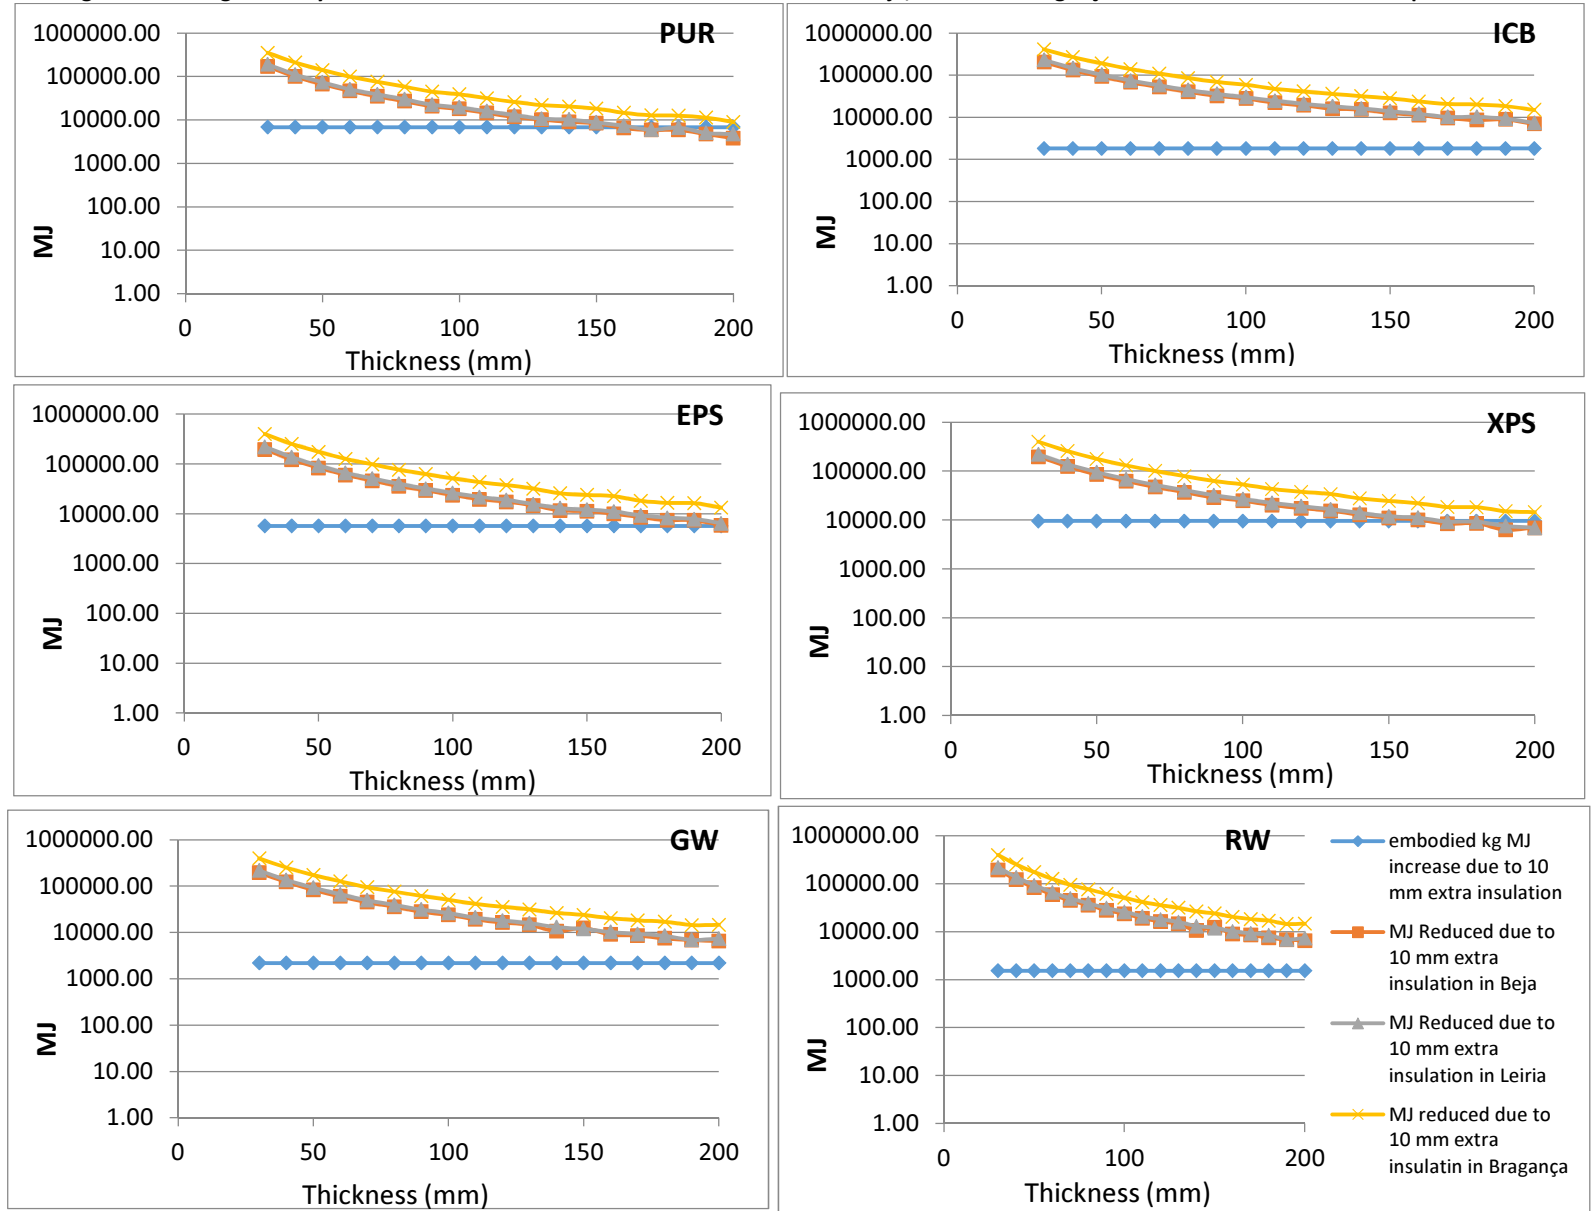 PUR
1000000.00
100000.00
10000.00
1000.00
100.00
10.00
1.00
MJ
0 50 100 150 200
Thickness (mm)
ICB
1000000.00
100000.00
10000.00
1000.00
100.00
10.00
1.00
MJ
0 50 100 150 200
Thickness (mm)
EPS
1000000.00
100000.00
10000.00
1000.00
100.00
10.00
1.00
MJ
0 50 100 150 200
Thickness (mm)
XPS
1000000.00
100000.00
10000.00
1000.00
100.00
10.00
1.00
MJ
0 50 100 150 200
Thickness (mm)
GW
1000000.00
100000.00
10000.00
1000.00
100.00
10.00
1.00
MJ
0 50 100 150 200
Thickness (mm)
RW
1000000.00
100000.00
10000.00
1000.00
100.00
10.00
1.00
MJ
0 100 200
Thickness (mm)
embodied kg MJ
increase due to 10
mm extra insulation
MJ Reduced due to
10 mm extra
insulation in Beja
MJ Reduced due to
10 mm extra
insulation in Leiria
MJ reduced due to
10 mm extra
insulatin in Bragança